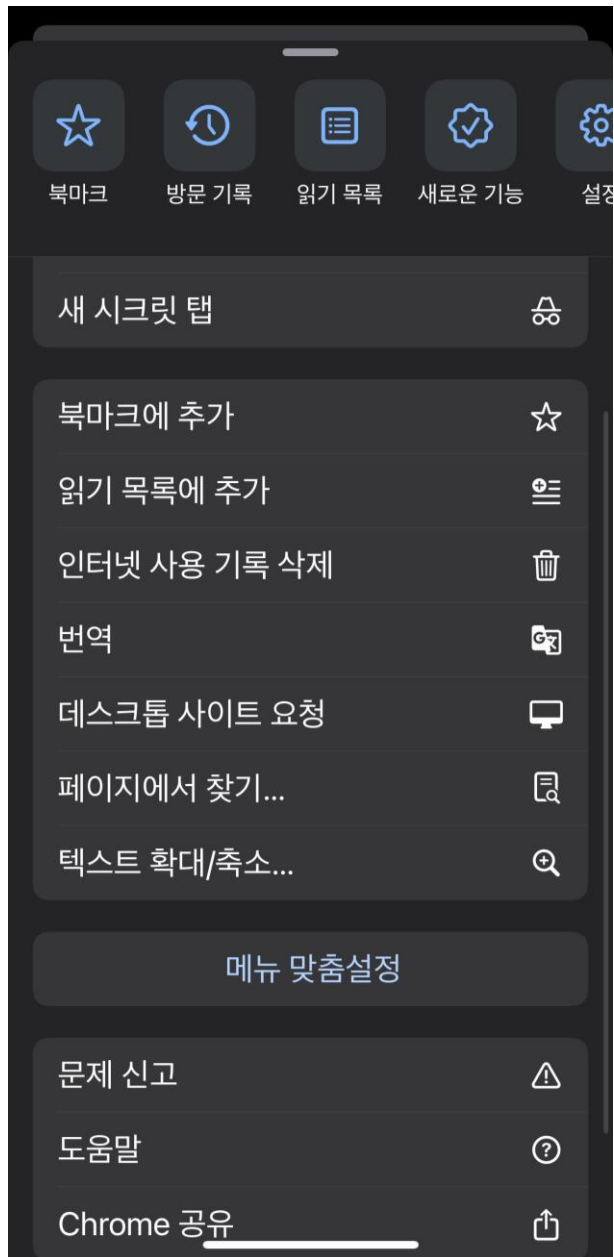 북마크
방문 기록
읽기 목록
새로운 기능
설정
새 시크릿 탭
북마크에 추가
읽기 목록에 추가
인터넷 사용 기록 삭제
번역
데스크톱 사이트 요청
페이지에서 찾기...
텍스트 확대/축소...
메뉴 맞춤설정
문제 신고
도움말
Chrome 공유